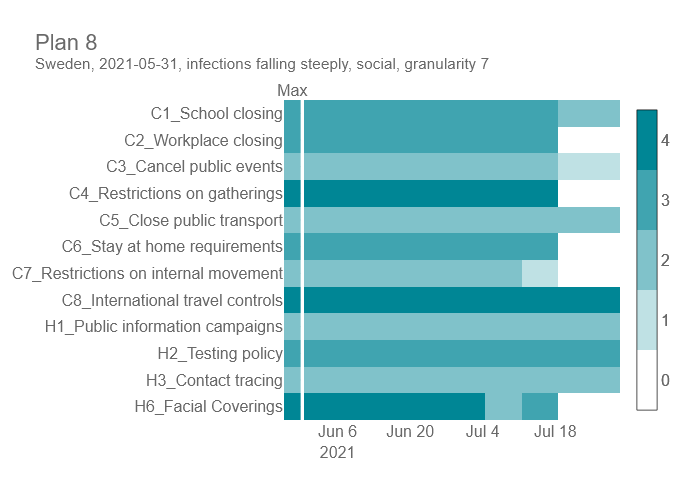 Plan 8
Sweden, 2021-05-31, infections falling steeply, social, granularity 7
Max
C1_School closing
C2_Workplace closing
C3_Cancel public events
C4_Restrictions on gatherings
C5_Close public transport
C6_Stay at home requirements
C7_Restrictions on internal movement
C8_International travel controls
H1_Public information campaigns
H2_Testing policy
H3_Contact tracing
H6_Facial Coverings
4
3
2
1
0
Jun 6 Jun 20 Jul 4 Jul 18
2021